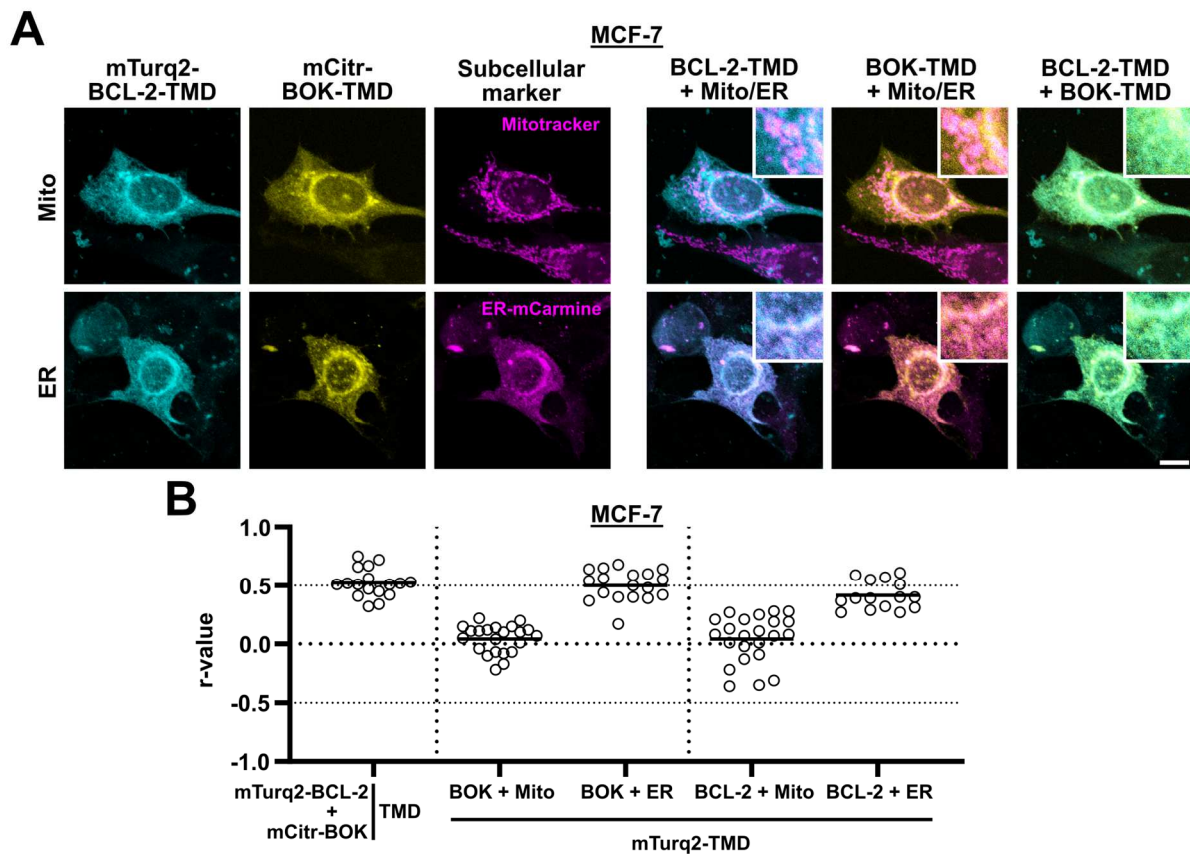 A
MCF-7
mTurq2-
BCL-2-TMD
mCitr-
BOK-TMD
Subcellular
marker
BCL-2-TMD
+ Mito/ER
BOK-TMD
+ Mito/ER
BCL-2-TMD
+ BOK-TMD
Mito
Mitotracker
ER
ER-mCarmine
B
MCF-7
r-value
1.0
0.5
0.0
-0.5
-1.0
mTurq2-BCL-2
+
mCitr-BOK
TMD
BOK + Mito
BOK + ER
BCL-2 + Mito
BCL-2 + ER
mTurq2-TMD